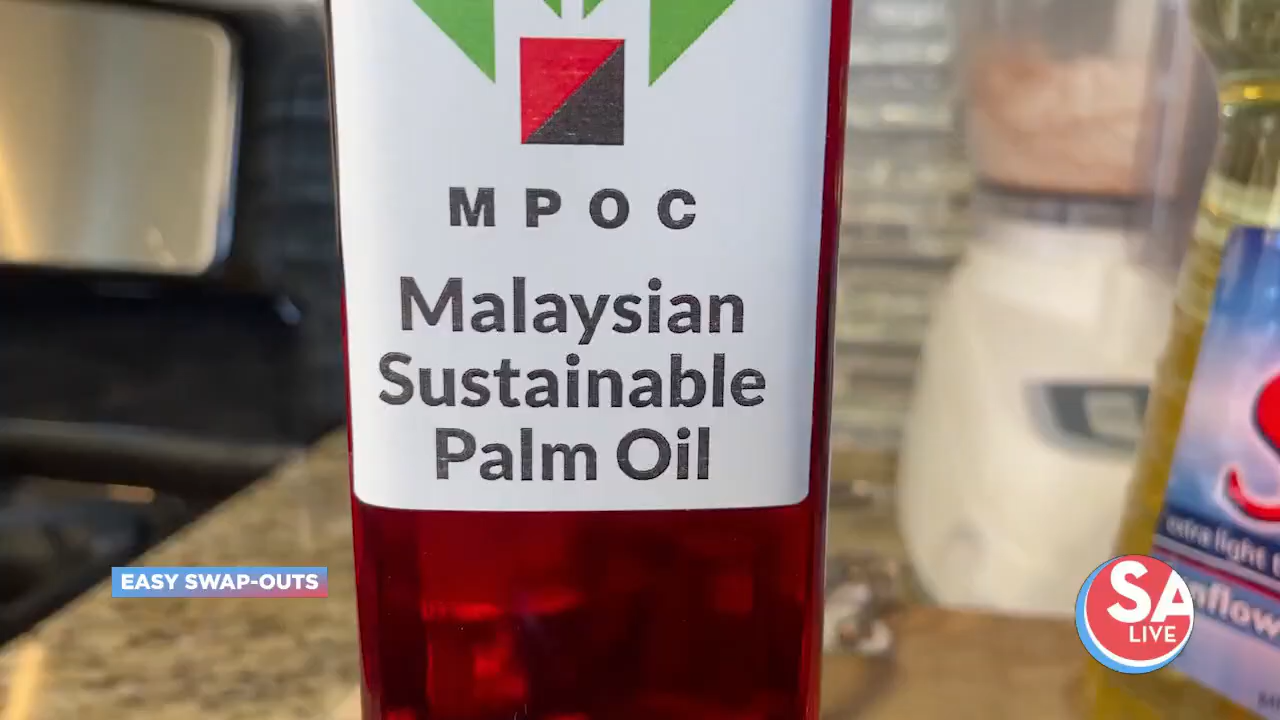 MPOC
Malaysian
Sustainable
Palm Oil
EASY SWAP-OUTS
SA
LIVE
extra light